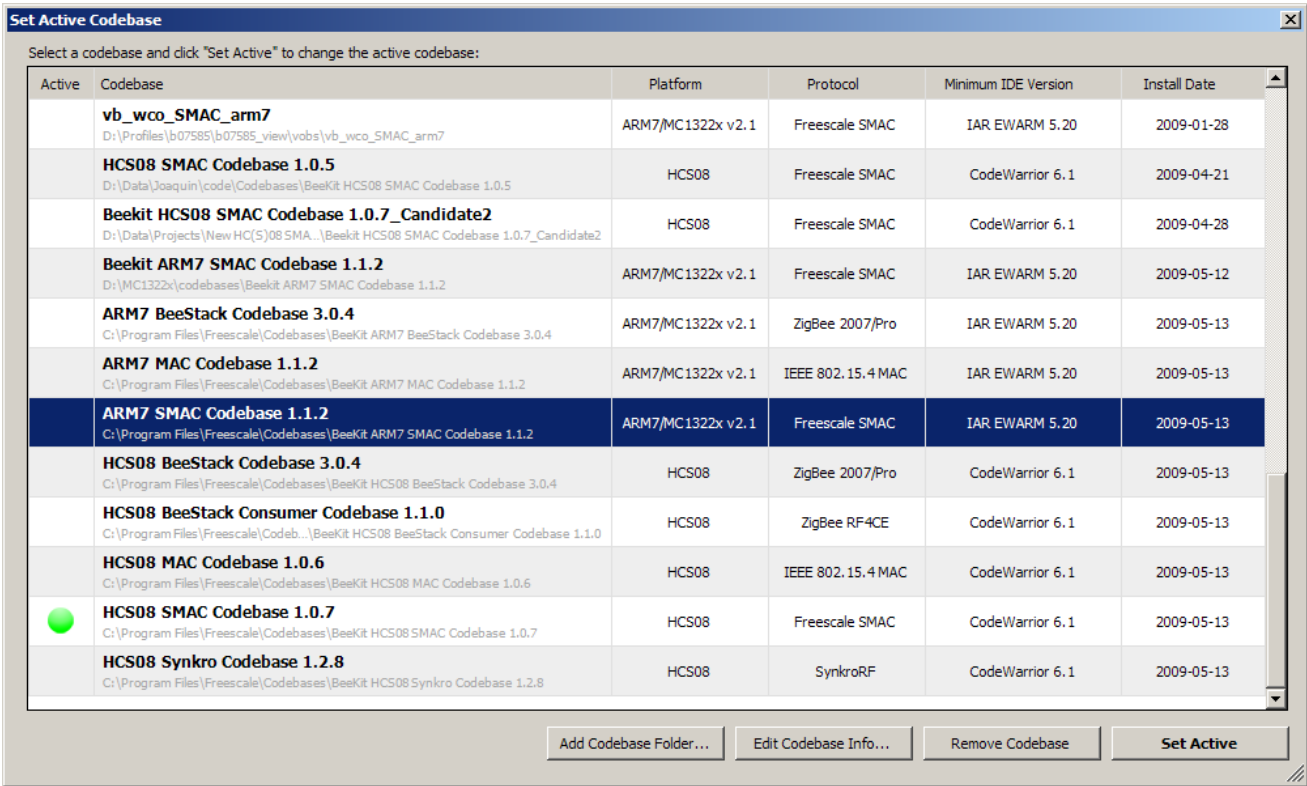 Set Active Codebase
Select a codebase and click "Set Active" to change the active codebase:
Active Codebase Platform Protocol Minimum IDE Version Install Date
vb_wco_SMAC_arm7
D:\Profiles\b07585\b07585_view\vobs\vb_wco_SMAC_arm7
ARM7/MC1322x v2.1 Freescale SMAC IAR EWARM 5.20 2009-01-28
HCS08 SMAC Codebase 1.0.5
D:\Data\Joaquin\code\Codebases\BeeKit HCS08 SMAC Codebase 1.0.5
HCS08 Freescale SMAC CodeWarrior 6.1 2009-04-21
Beekit HCS08 SMAC Codebase 1.0.7_Candidate2
D:\Data\Projects\New HC(S)08 SMA...\Beekit HCS08 SMAC Codebase 1.0.7_Candidate2
HCS08 Freescale SMAC CodeWarrior 6.1 2009-04-28
Beekit ARM7 SMAC Codebase 1.1.2
D:\MC1322x\codebases\Beekit ARM7 SMAC Codebase 1.1.2
ARM7/MC1322x v2.1 Freescale SMAC IAR EWARM 5.20 2009-05-12
ARM7 BeeStack Codebase 3.0.4
C:\Program Files\Freescale\Codebases\BeeKit ARM7 BeeStack Codebase 3.0.4
ARM7/MC1322x v2.1 ZigBee 2007/Pro IAR EWARM 5.20 2009-05-13
ARM7 MAC Codebase 1.1.2
C:\Program Files\Freescale\Codebases\BeeKit ARM7 MAC Codebase 1.1.2
ARM7/MC1322x v2.1 IEEE 802.15.4 MAC IAR EWARM 5.20 2009-05-13
ARM7 SMAC Codebase 1.1.2
C:\Program Files\Freescale\Codebases\BeeKit ARM7 SMAC Codebase 1.1.2
ARM7/MC1322x v2.1 Freescale SMAC IAR EWARM 5.20 2009-05-13
HCS08 BeeStack Codebase 3.0.4
C:\Program Files\Freescale\Codebases\BeeKit HCS08 BeeStack Codebase 3.0.4
HCS08 ZigBee 2007/Pro CodeWarrior 6.1 2009-05-13
HCS08 BeeStack Consumer Codebase 1.1.0
C:\Program Files\Freescale\Codeb...\BeeKit HCS08 BeeStack Consumer Codebase 1.1.0
HCS08 ZigBee RF4CE CodeWarrior 6.1 2009-05-13
HCS08 MAC Codebase 1.0.6
C:\Program Files\Freescale\Codebases\BeeKit HCS08 MAC Codebase 1.0.6
HCS08 IEEE 802.15.4 MAC CodeWarrior 6.1 2009-05-13
HCS08 SMAC Codebase 1.0.7
C:\Program Files\Freescale\Codebases\BeeKit HCS08 SMAC Codebase 1.0.7
HCS08 Freescale SMAC CodeWarrior 6.1 2009-05-13
HCS08 Synkro Codebase 1.2.8
C:\Program Files\Freescale\Codebases\BeeKit HCS08 Synkro Codebase 1.2.8
HCS08 SynkroRF CodeWarrior 6.1 2009-05-13
Add Codebase Folder... Edit Codebase Info... Remove Codebase Set Active